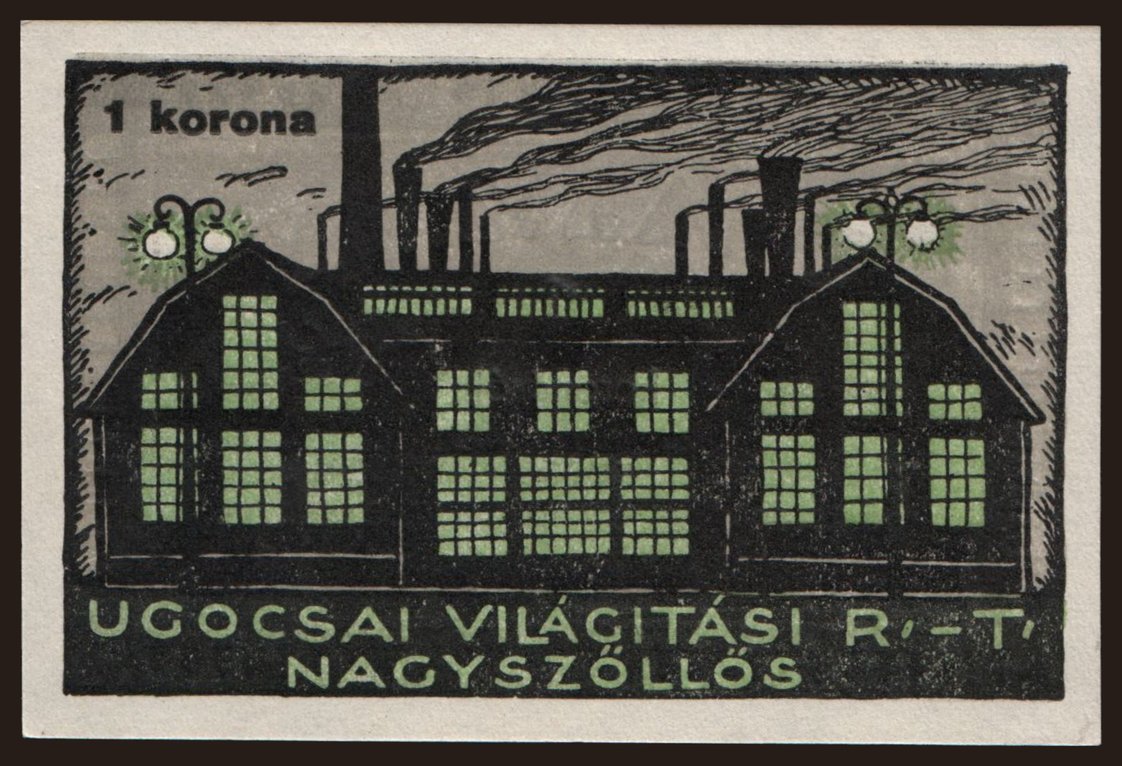 1 korona
UGOCSAI VILÁGITÁSI R.-T.
NAGYSZŐLLŐS